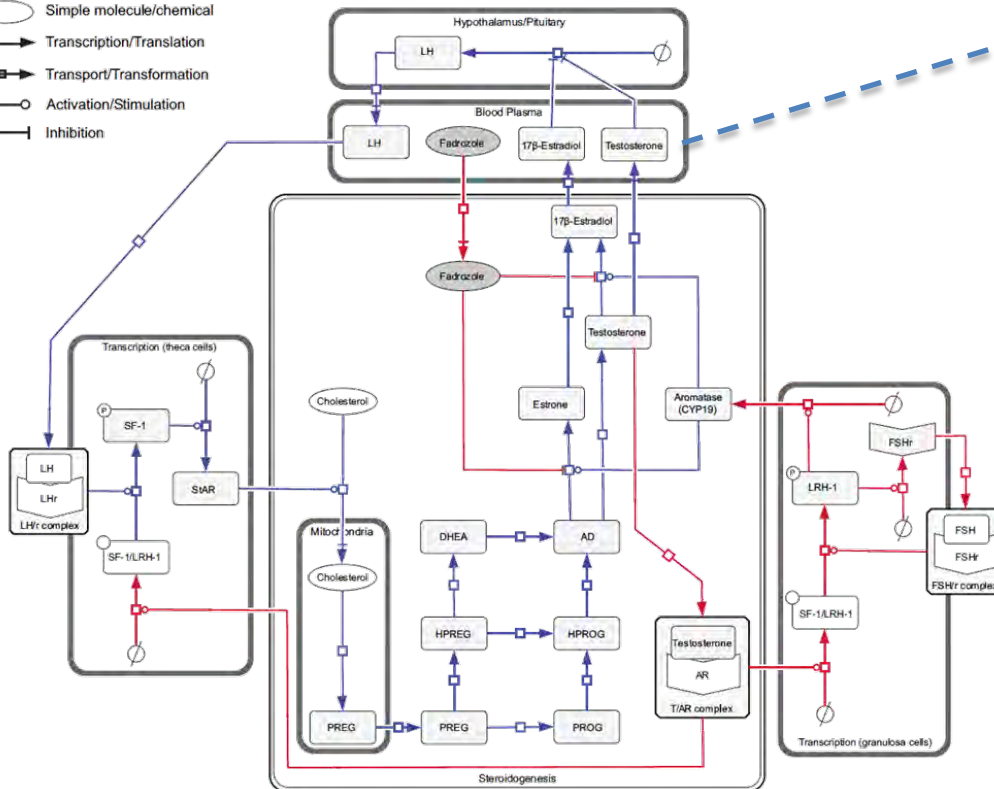 Simple molecule/chemical
Transcription/Translation
Transport/Transformation
Activation/Stimulation
Inhibition
Hypothalamus/Pituitary
LH
Blood Plasma
LH
Fadrozole
17β-Estradiol
Testosterone
17β-Estradiol
Fadrozole
Testosterone
Transcription (theca cells)
Cholesterol
Estrone
Aromatase
(CYP19)
P
SF-1
FSHr
LH
LHr
LH/r complex
StAR
P
LRH-1
Mitochondria
DHEA
AD
FSH
FSHr
FSH/r complex
SF-1/LRH-1
Cholesterol
SF-1/LRH-1
HPREG
HPROG
Testosterone
AR
T/AR complex
PREG
PREG
PROG
Transcription (granulosa cells)
Steroidogenesis